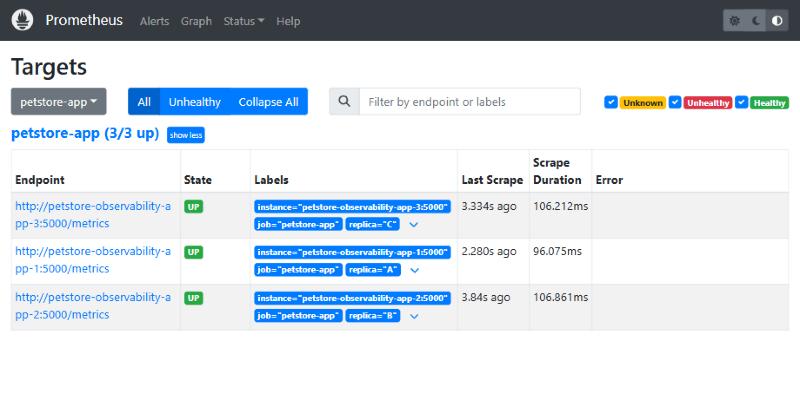 Prometheus Alerts Graph Status Help
Targets
petstore-app All Unhealthy Collapse All Filter by endpoint or labels Unknown Unhealthy Healthy
petstore-app (3/3 up) show less
Endpoint State Labels Last Scrape Scrape Duration Error
http://petstore-observability-a
pp-3:5000/metrics
UP
instance="petstore-observability-app-3:5000"
job="petstore-app" replica="C"
3.334s ago 106.212ms
http://petstore-observability-a
pp-1:5000/metrics
UP
instance="petstore-observability-app-1:5000"
job="petstore-app" replica="A"
2.280s ago 96.075ms
http://petstore-observability-a
pp-2:5000/metrics
UP
instance="petstore-observability-app-2:5000"
job="petstore-app" replica="B"
3.84s ago 106.861ms